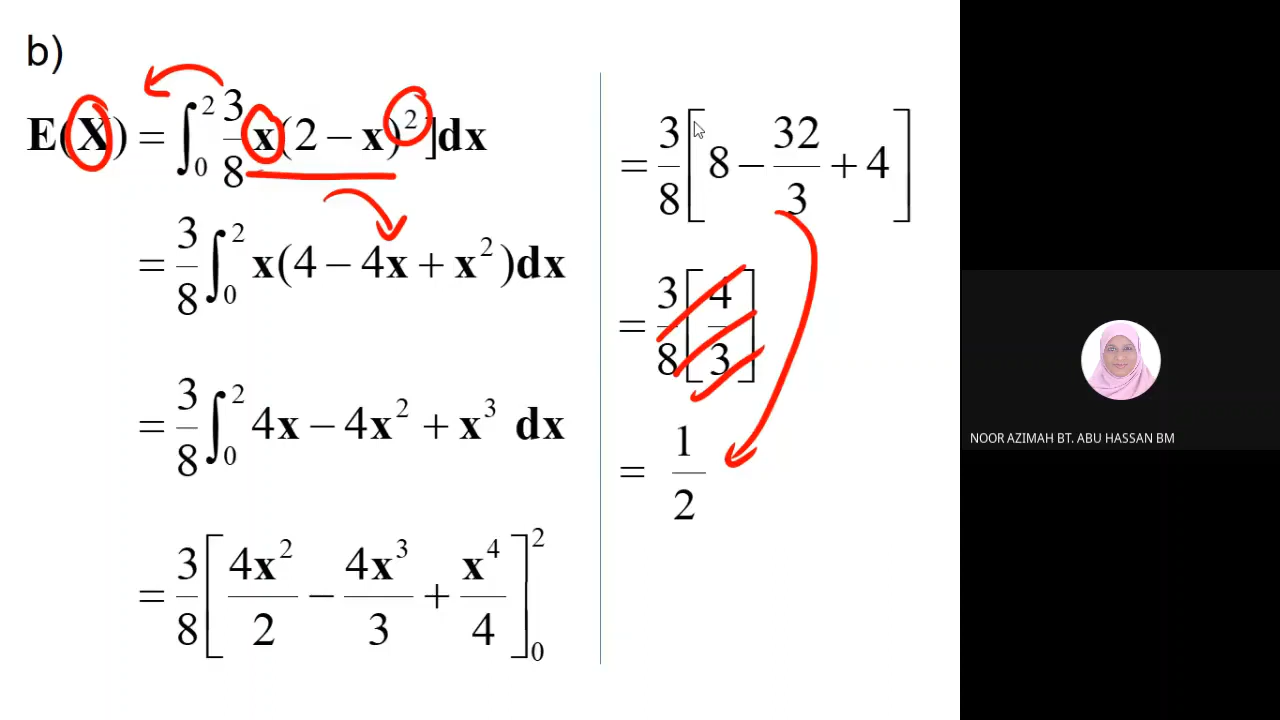 b)
E(X) = ∫₀² 3/8 x(2 − x)²]dx
= 3/8 ∫₀² x(4 − 4x + x²)dx
= 3/8 ∫₀² 4x − 4x² + x³ dx
= 3/8 [4x²/2 − 4x³/3 + x⁴/4]₀²
= 3/8 [8 − 32/3 + 4]
= 3/8 [4/3]
= 1/2
NOOR AZIMAH BT. ABU HASSAN BM